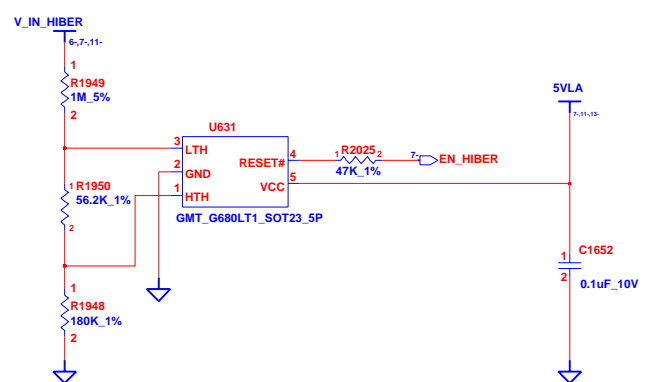 V_IN_HIBER
6-,7-,11-
1
R1949
1M_5%
2
U631
3
LTH
2
GND
1
HTH
RESET#
4
VCC
5
GMT_G680LT1_SOT23_5P
1
R2025
2
47K_1%
7-
EN_HIBER
5VLA
7-,11-,13-
1
R1950
56.2K_1%
2
1
R1948
180K_1%
2
C1652
1
2
0.1uF_10V